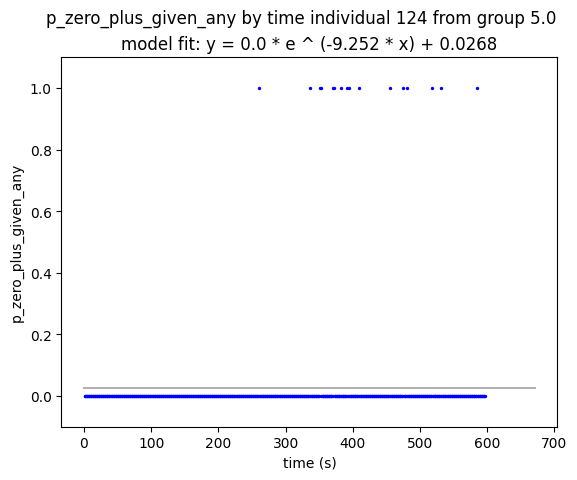 p_zero_plus_given_any by time individual 124 from group 5.0
model fit: y = 0.0 * e ^ (-9.252 * x) + 0.0268
1.0
0.8
0.6
0.4
0.2
0.0
p_zero_plus_given_any
0 100 200 300 400 500 600 700
time (s)